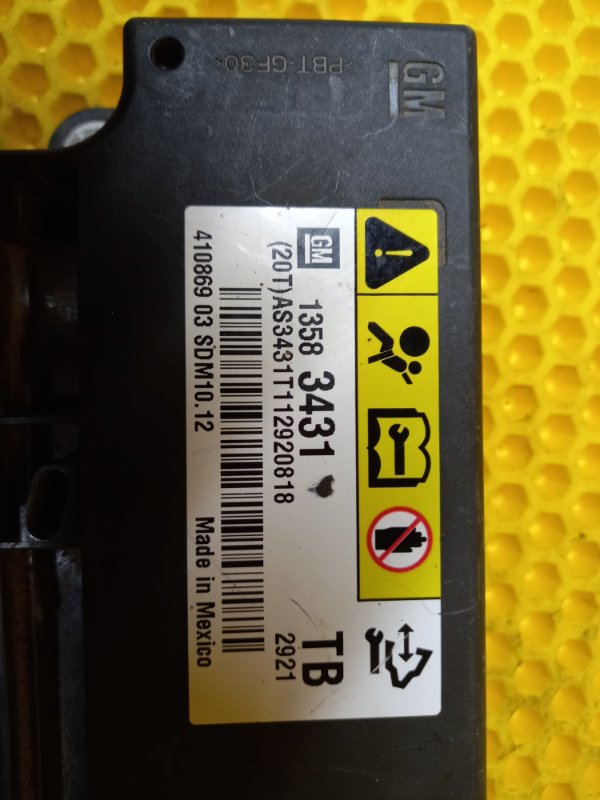 GM
>PBT-GF30<
GM 1358 3431 TB
(20T)AS3431T112920818 2921
410869 03 SDM10.12 Made in Mexico